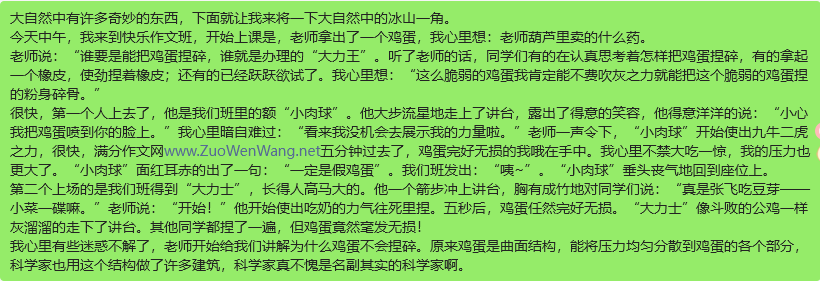 大自然中有许多奇妙的东西，下面就让我来将一下大自然中的冰山一角。
今天中午，我来到快乐作文班，开始上课是，老师拿出了一个鸡蛋，我心里想：老师葫芦里卖的什么药。
老师说：“谁要是能把鸡蛋捏碎，谁就是办理的“大力王”。听了老师的话，同学们有的在认真思考着怎样把鸡蛋捏碎，有的拿起
一个橡皮，使劲捏着橡皮；还有的已经跃跃欲试了。我心里想：“这么脆弱的鸡蛋我肯定能不费吹灰之力就能把这个脆弱的鸡蛋捏
的粉身碎骨。”
很快，第一个人上去了，他是我们班里的额“小肉球”。他大步流星地走上了讲台，露出了得意的笑容，他得意洋洋的说：“小心
我把鸡蛋喷到你的脸上。”我心里暗自难过：“看来我没机会去展示我的力量啦。”老师一声令下，“小肉球”开始使出九牛二虎
之力，很快，满分作文网www.ZuoWenWang.net五分钟过去了，鸡蛋完好无损的我哦在手中。我心里不禁大吃一惊，我的压力也
更大了。“小肉球”面红耳赤的出了一句：“一定是假鸡蛋”。我们班发出：“咦~”。“小肉球”垂头丧气地回到座位上。
第二个上场的是我们班得到“大力士”，长得人高马大的。他一个箭步冲上讲台，胸有成竹地对同学们说：“真是张飞吃豆芽——
小菜一碟嘛。”老师说：“开始！”他开始使出吃奶的力气往死里捏。五秒后，鸡蛋任然完好无损。“大力士”像斗败的公鸡一样
灰溜溜的走下了讲台。其他同学都捏了一遍，但鸡蛋竟然毫发无损！
我心里有些迷惑不解了，老师开始给我们讲解为什么鸡蛋不会捏碎。原来鸡蛋是曲面结构，能将压力均匀分散到鸡蛋的各个部分，
科学家也用这个结构做了许多建筑，科学家真不愧是名副其实的科学家啊。